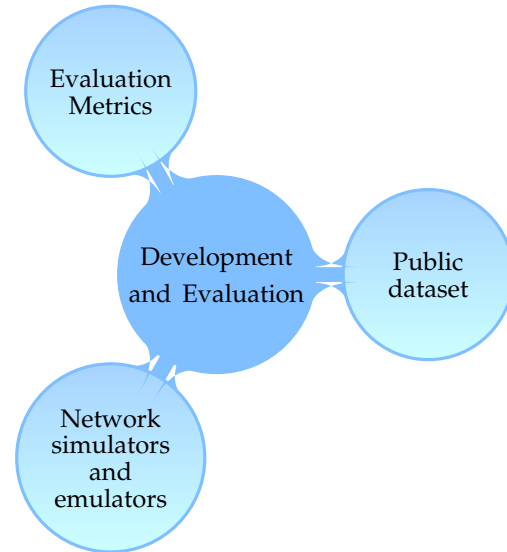 Evaluation
Metrics
Development
and Evaluation
Public
dataset
Network
simulators
and
emulators